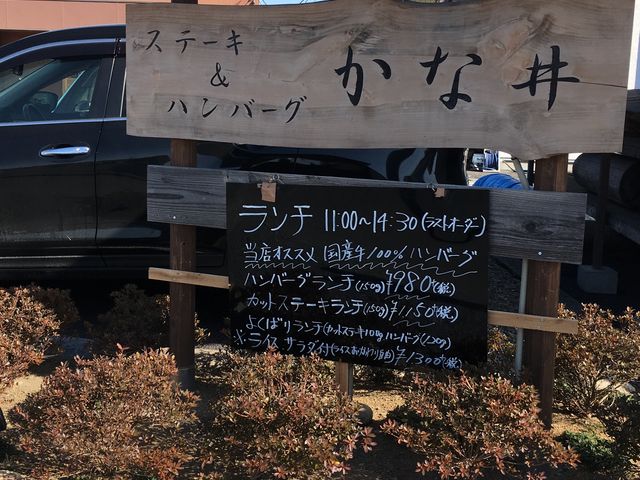 ステーキ
&
ハンバーグ
かな井
ランチ 11:00〜14:30(ラストオーダー)
当店オススメ 国産牛100% ハンバーグ
ハンバーグランチ(150g) ¥980(税)
カットステーキランチ(150g) ¥1150(税)
よくばりランチ(カットステーキ100g ハンバーグ120g)
※ライス サラダ付(ライスおかわり自由) ¥1300(税)